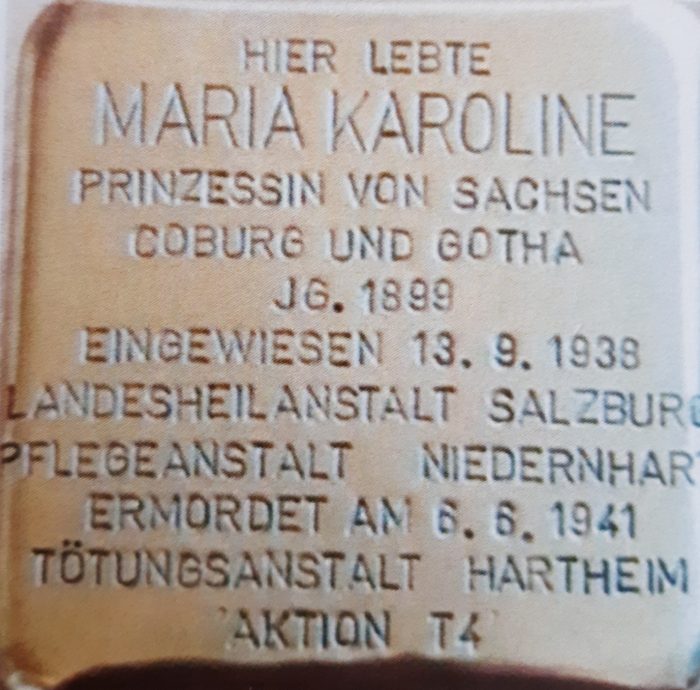 HIER LEBTE
MARIA KAROLINE
PRINZESSIN VON SACHSEN
COBURG UND GOTHA
JG. 1899
EINGEWIESEN 13. 9. 1938
LANDESHEILANSTALT SALZBURG
PFLEGEANSTALT NIEDERNHART
ERMORDET AM 6. 6. 1941
TÖTUNGSANSTALT HARTHEIM
'AKTION T4'